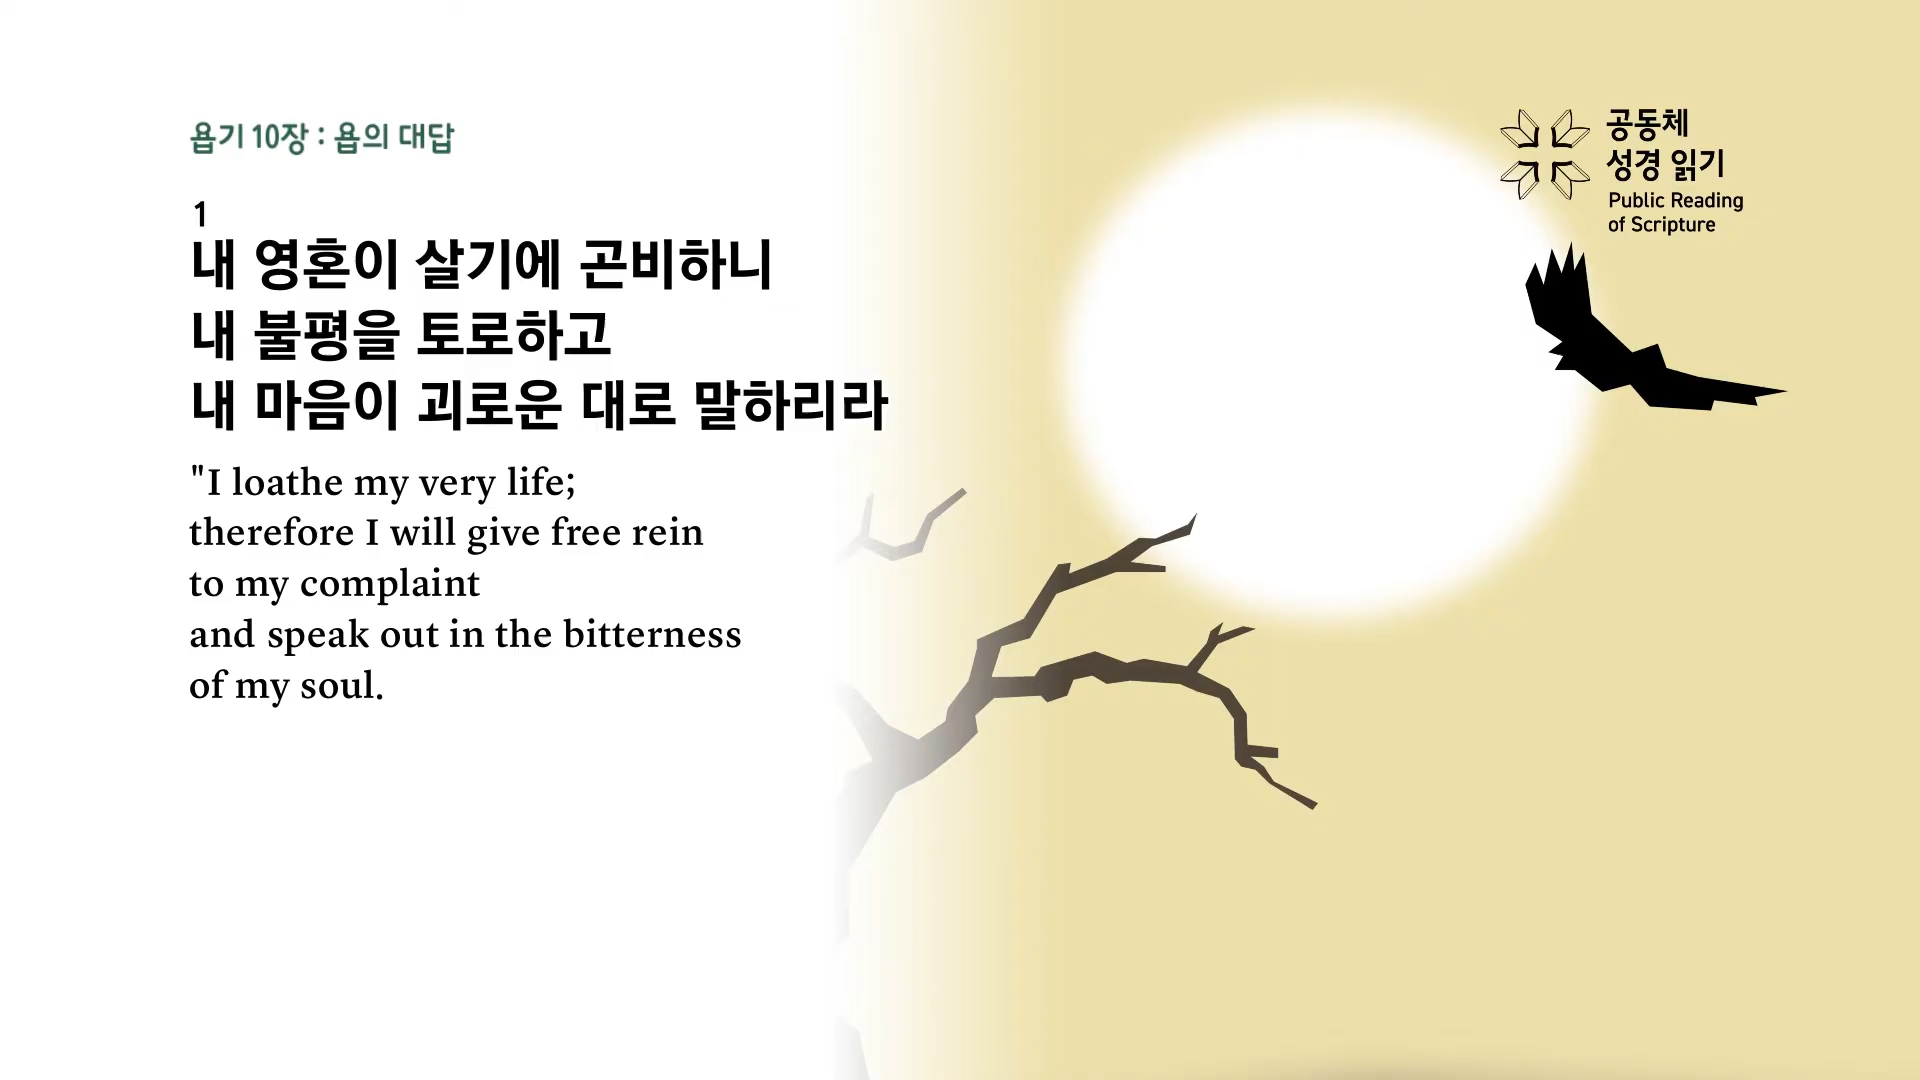 욥기 10장 : 욥의 대답
1
내 영혼이 살기에 곤비하니
내 불평을 토로하고
내 마음이 괴로운 대로 말하리라
"I loathe my very life;
therefore I will give free rein
to my complaint
and speak out in the bitterness
of my soul.
공동체
성경 읽기
Public Reading
of Scripture